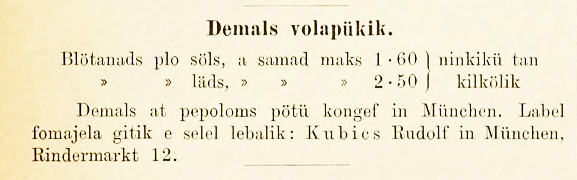 Demals volapükik.
Blötanads plo söls, a samad maks 1·60 } ninkikü tan
» » läds, » » » 2·50 } kilkölik
Demals at pepoloms pötü kongef in München. Label
fomajela gitik e selel lebalik: Kubics Rudolf in München,
Rindermarkt 12.